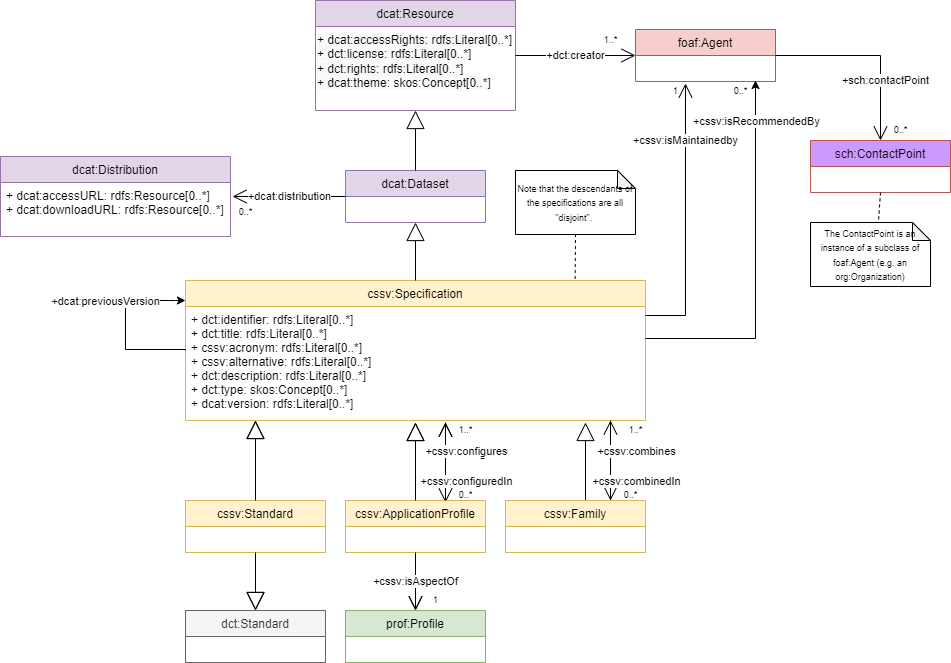 dcat:Resource
+ dcat:accessRights: rdfs:Literal[0..*]
+ dct:license: rdfs:Literal[0..*]
+ dct:rights: rdfs:Literal[0..*]
+ dcat:theme: skos:Concept[0..*]
+dct:creator
1..*
foaf:Agent
+sch:contactPoint
0..*
1
0..*
+cssv:isRecommendedBy
+cssv:isMaintainedby
sch:ContactPoint
dcat:Distribution
+ dcat:accessURL: rdfs:Resource[0..*]
+ dcat:downloadURL: rdfs:Resource[0..*]
+dcat:distribution
0..*
dcat:Dataset
Note that the descendants of
the specifications are all
"disjoint".
The ContactPoint is an
instance of a subclass of
foaf:Agent (e.g. an
org:Organization)
+dcat:previousVersion
cssv:Specification
+ dct:identifier: rdfs:Literal[0..*]
+ dct:title: rdfs:Literal[0..*]
+ cssv:acronym: rdfs:Literal[0..*]
+ cssv:alternative: rdfs:Literal[0..*]
+ dct:description: rdfs:Literal[0..*]
+ dct:type: skos:Concept[0..*]
+ dcat:version: rdfs:Literal[0..*]
1..*
+cssv:configures
+cssv:configuredIn
0..*
1..*
+cssv:combines
+cssv:combinedIn
0..*
cssv:Standard
cssv:ApplicationProfile
cssv:Family
+cssv:isAspectOf
1
dct:Standard
prof:Profile